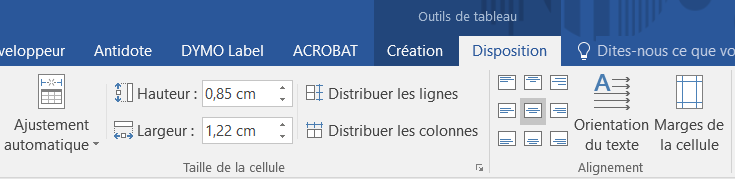 Outils de tableau
veloppeur Antidote DYMO Label ACROBAT Création Disposition Dites-nous ce que vo
Hauteur : 0,85 cm Distribuer les lignes
Ajustement automatique
Largeur : 1,22 cm Distribuer les colonnes
A
Orientation du texte
Marges de la cellule
Taille de la cellule Alignement